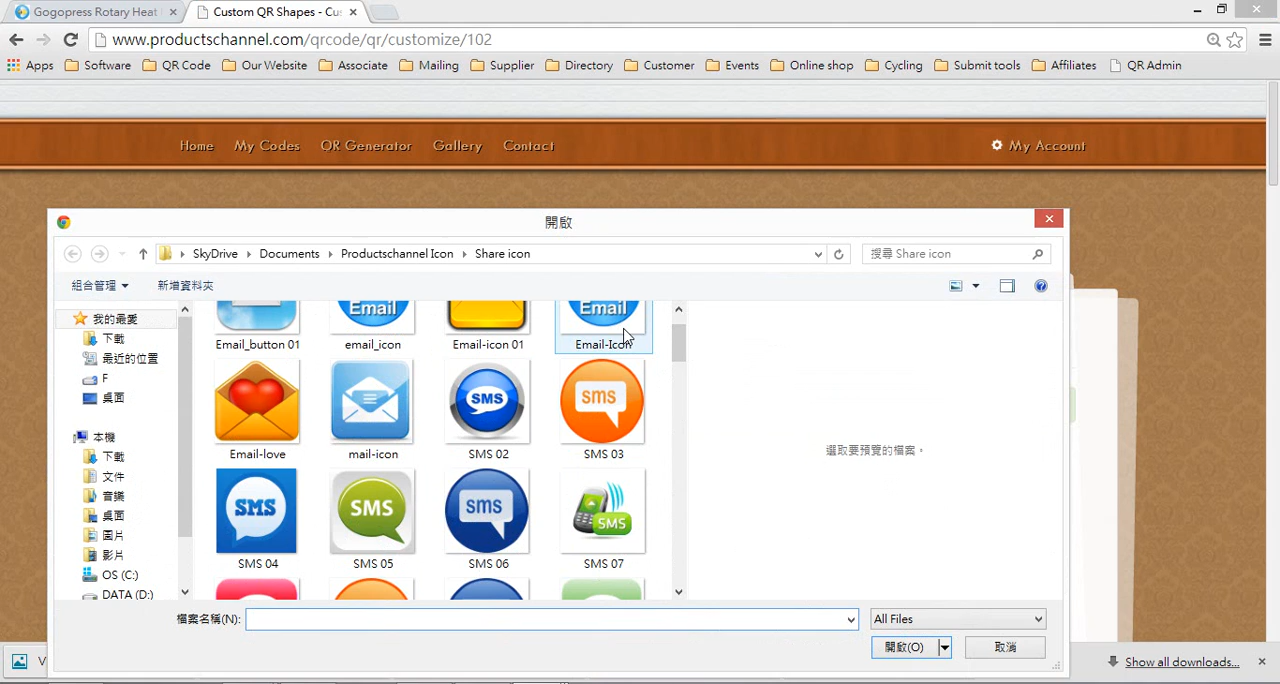 Gogopress Rotary Heat
Custom QR Shapes - Cu
www.productschannel.com/qrcode/qr/customize/102
Apps Software QR Code Our Website Associate Mailing Supplier Directory Customer Events Online shop Cycling Submit tools Affiliates QR Admin
Home My Codes QR Generator Gallery Contact My Account
開啟
SkyDrive Documents Productschannel Icon Share icon
搜尋 Share icon
組合管理 新增資料夾
我的最愛
下載
最近的位置
F
桌面
本機
下載
文件
音樂
桌面
圖片
影片
OS (C:)
DATA (D:)
Email Email
Email_button 01 email_icon Email-icon 01 Email-Icon
SMS sms
Email-love mail-icon SMS 02 SMS 03
SMS SMS sms SMS
SMS 04 SMS 05 SMS 06 SMS 07
選取要預覽的檔案。
檔案名稱(N): All Files
開啟(O) 取消
V
Show all downloads...